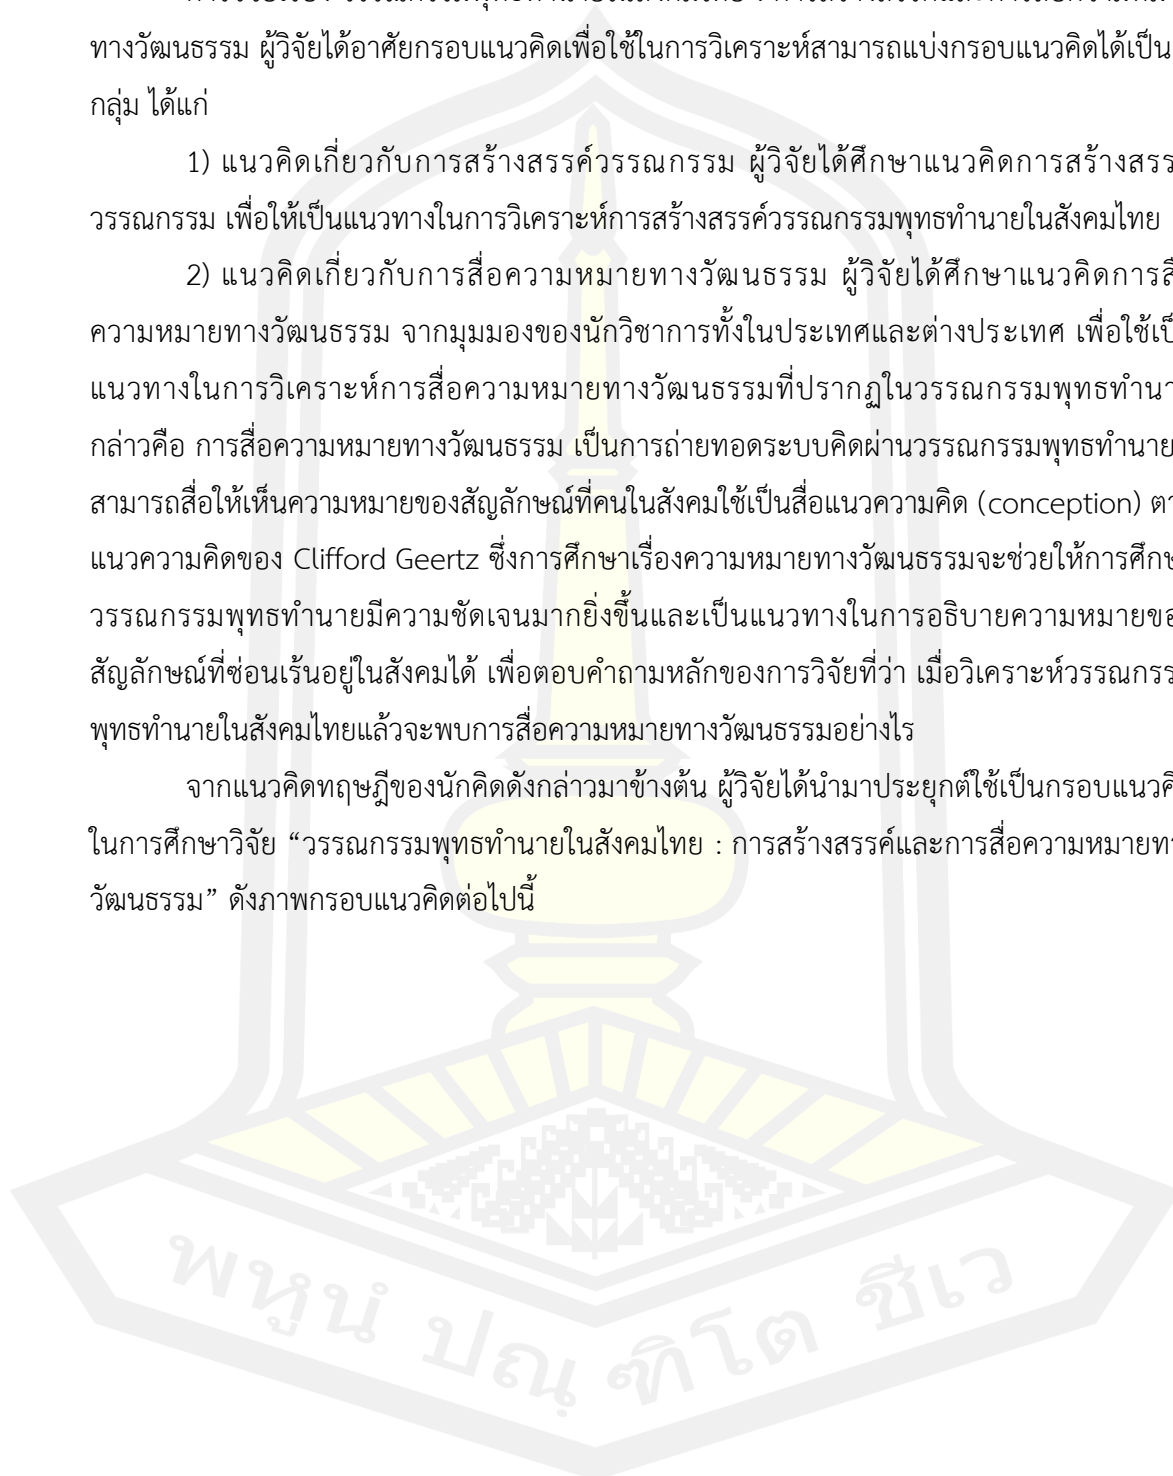 ทางวัฒนธรรม ผู้วิจัยได้อาศัยกรอบแนวคิดเพื่อใช้ในการวิเคราะห์สามารถแบ่งกรอบแนวคิดได้เป็น
กลุ่ม ได้แก่
1) แนวคิดเกี่ยวกับการสร้างสรรค์วรรณกรรม ผู้วิจัยได้ศึกษาแนวคิดการสร้างสรร
วรรณกรรม เพื่อให้เป็นแนวทางในการวิเคราะห์การสร้างสรรค์วรรณกรรมพุทธทำนายในสังคมไทย
2) แนวคิดเกี่ยวกับการสื่อความหมายทางวัฒนธรรม ผู้วิจัยได้ศึกษาแนวคิดการสื
ความหมายทางวัฒนธรรม จากมุมมองของนักวิชาการทั้งในประเทศและต่างประเทศ เพื่อใช้เป็
แนวทางในการวิเคราะห์การสื่อความหมายทางวัฒนธรรมที่ปรากฏในวรรณกรรมพุทธทำนา
กล่าวคือ การสื่อความหมายทางวัฒนธรรม เป็นการถ่ายทอดระบบคิดผ่านวรรณกรรมพุทธทำนาย
สามารถสื่อให้เห็นความหมายของสัญลักษณ์ที่คนในสังคมใช้เป็นสื่อแนวความคิด (conception) ตา
แนวความคิดของ Clifford Geertz ซึ่งการศึกษาเรื่องความหมายทางวัฒนธรรมจะช่วยให้การศึกษ
วรรณกรรมพุทธทำนายมีความชัดเจนมากยิ่งขึ้นและเป็นแนวทางในการอธิบายความหมายขอ
สัญลักษณ์ที่ซ่อนเร้นอยู่ในสังคมได้ เพื่อตอบคำถามหลักของการวิจัยที่ว่า เมื่อวิเคราะห์วรรณกรร
พุทธทำนายในสังคมไทยแล้วจะพบการสื่อความหมายทางวัฒนธรรมอย่างไร
จากแนวคิดทฤษฎีของนักคิดดังกล่าวมาข้างต้น ผู้วิจัยได้นำมาประยุกต์ใช้เป็นกรอบแนวคิ
ในการศึกษาวิจัย “วรรณกรรมพุทธทำนายในสังคมไทย : การสร้างสรรค์และการสื่อความหมายทา
วัฒนธรรม” ดังภาพกรอบแนวคิดต่อไปนี้
พหูนํ ปณฺฑิโต ชีเว